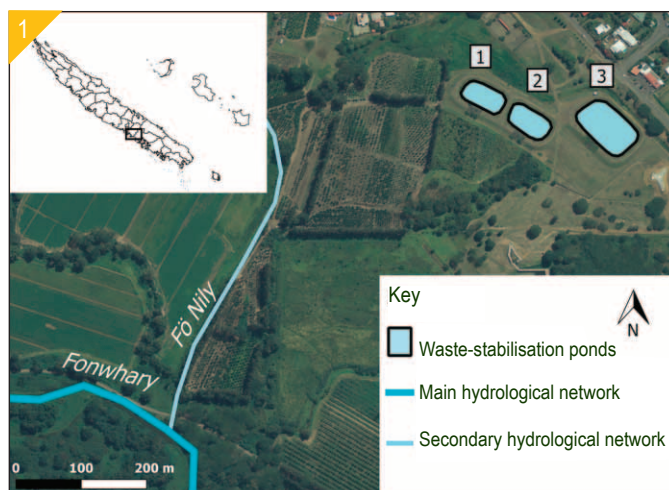 1
1
2
3
Fö Nily
Fonwhary
0 100 200 m
Key
N
Waste-stabilisation ponds
Main hydrological network
Secondary hydrological network